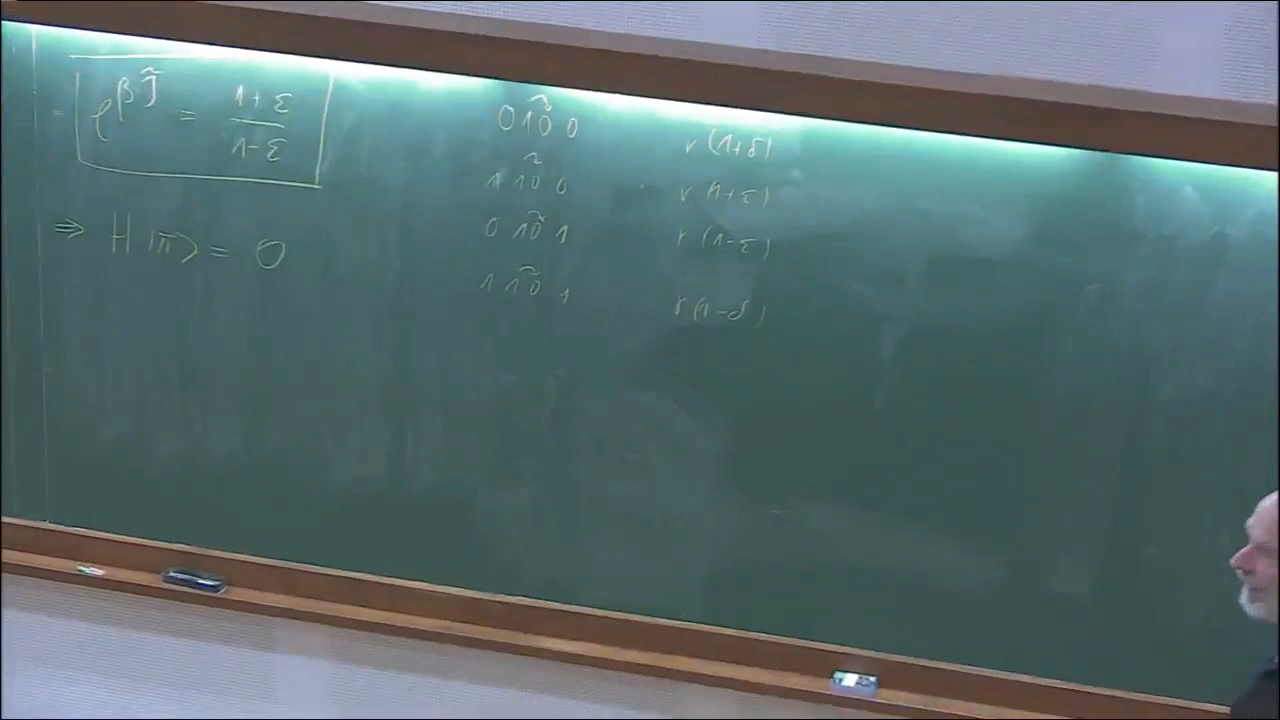 = e^{β J̃} = (1+ε)/(1-ε)
⇒ H |π̃⟩ = 0
0 1 0 0 r (1+δ)
1 1 0 0 r (1+ε)
0 1 0 1 r (1-ε)
1 1 0 1 r (1-δ)